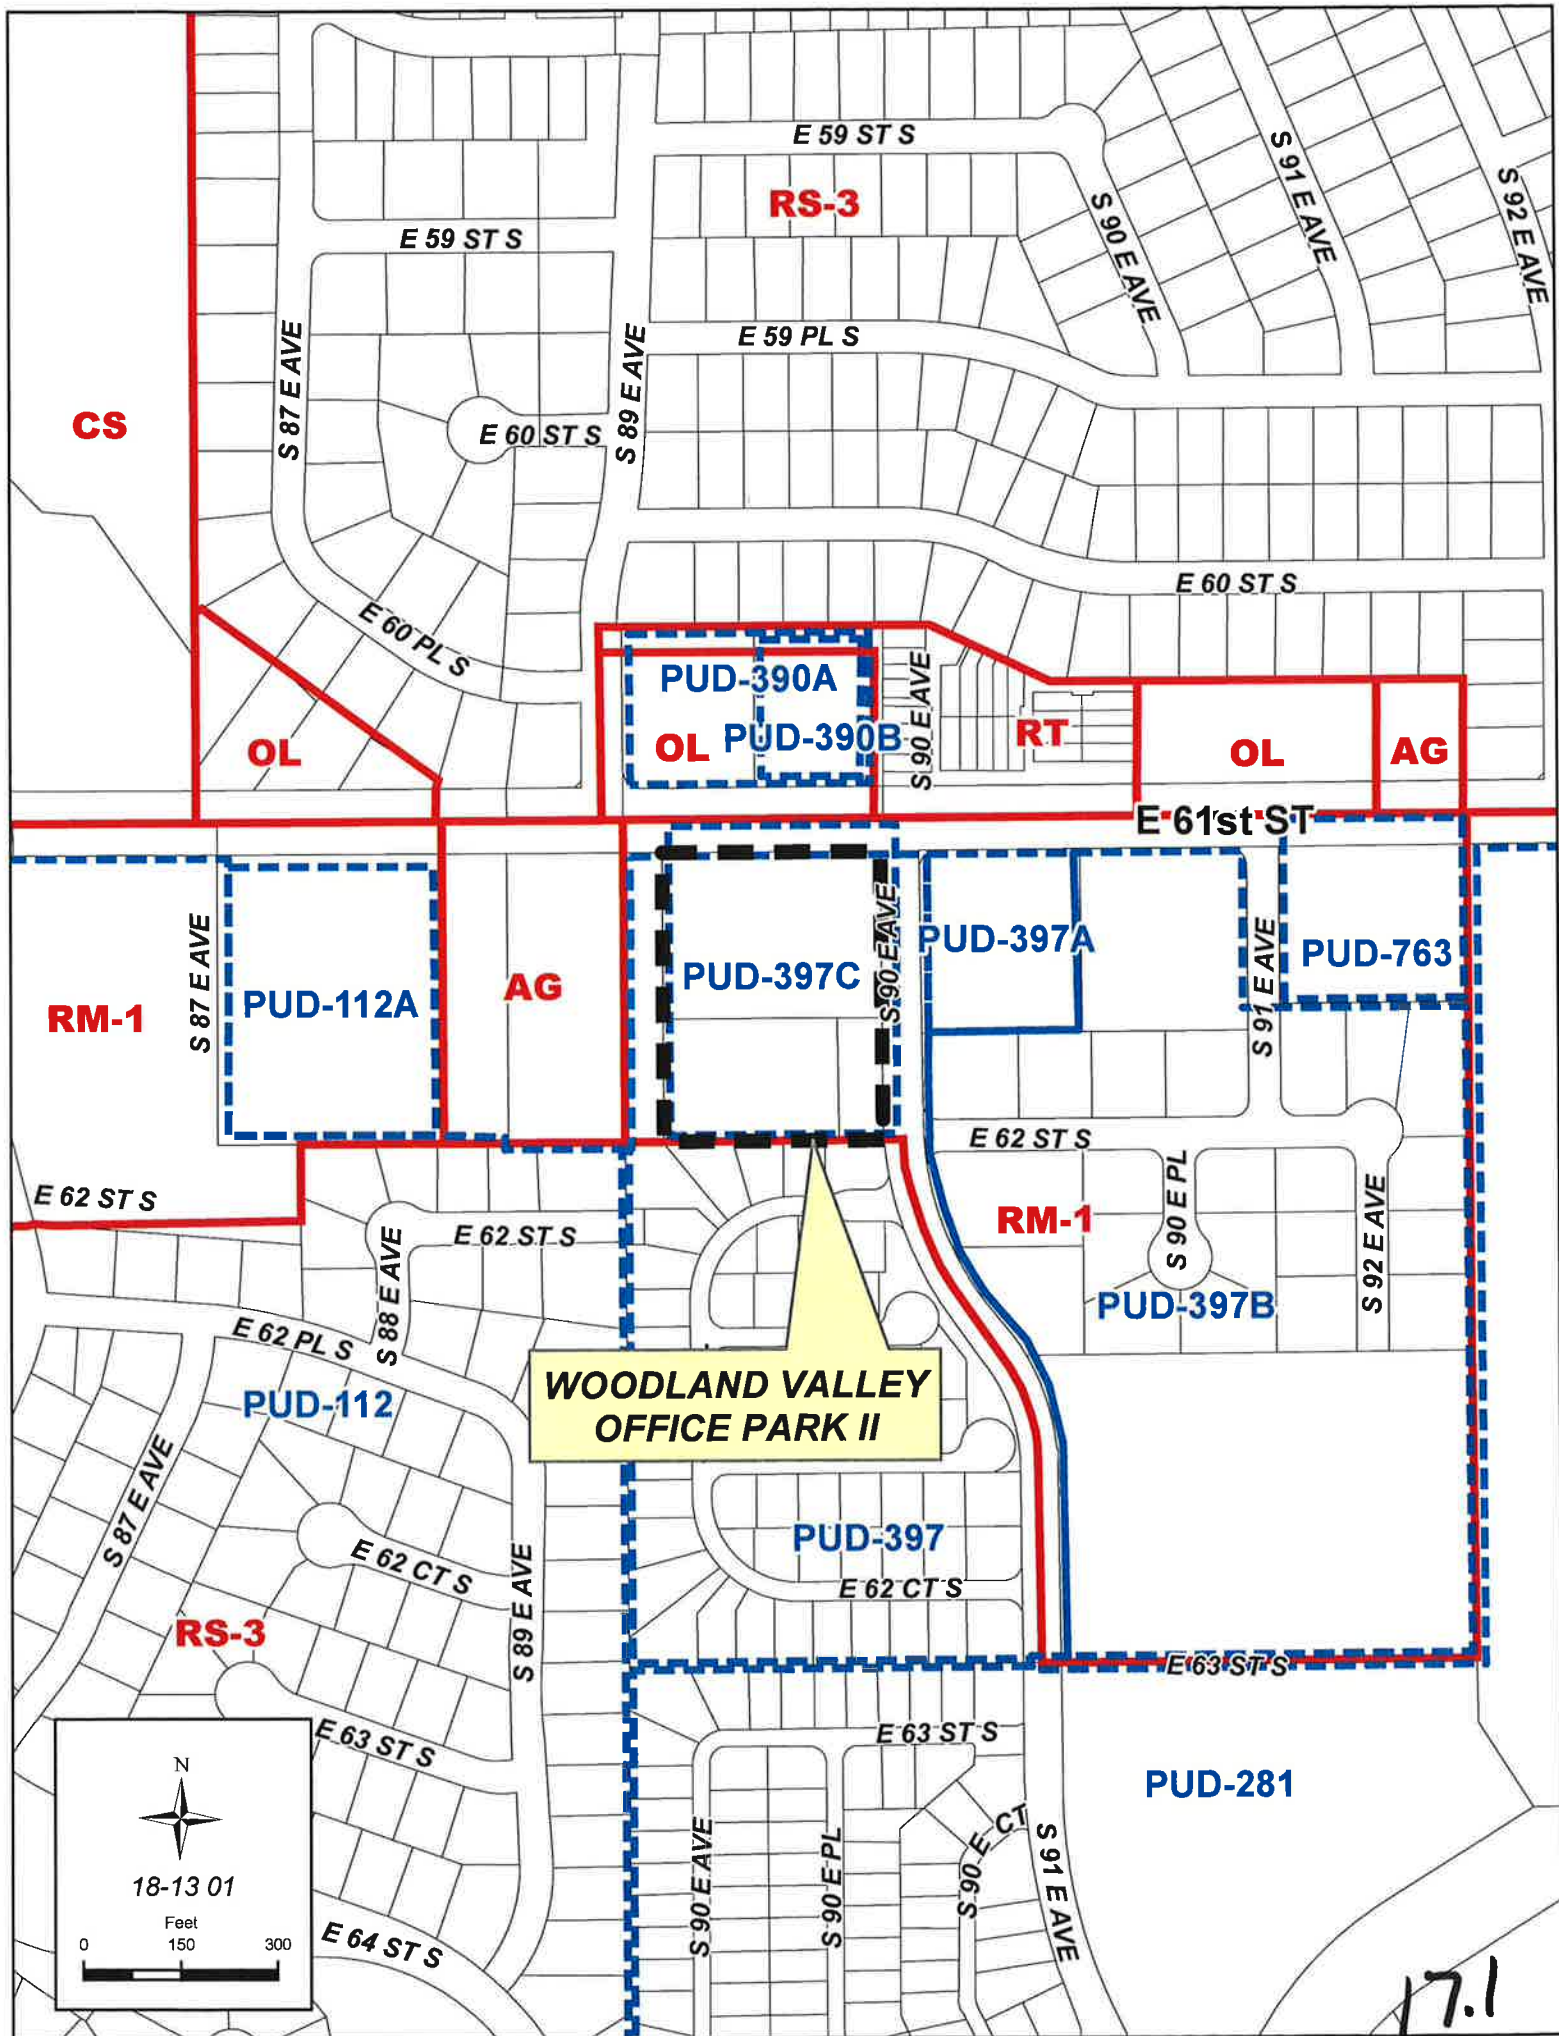 E 59 ST S
S 91 E AVE
S 92 E AVE
RS-3
S 90 E AVE
E 59 ST S
E 59 PL S
S 87 E AVE
S 89 E AVE
CS
E 60 ST S
E 60 ST S
E 60 PL S
PUD-390A
S 90 E AVE
OL
OL
PUD-390B
RT
OL
AG
E 61st ST
S 87 E AVE
S 90 E AVE
PUD-397A
S 91 E AVE
PUD-763
PUD-397C
AG
PUD-112A
RM-1
E 62 ST S
E 62 ST S
S 90 E PL
S 92 E AVE
RM-1
E 62 ST S
S 88 E AVE
PUD-397B
E 62 PL S
WOODLAND VALLEY
OFFICE PARK II
PUD-112
S 87 E AVE
PUD-397
E 62 CT S
E 62 CT S
S 89 E AVE
RS-3
E 63 ST S
E 63 ST S
E 63 ST S
PUD-281
S 90 E AVE
S 90 E PL
S 90 E CT
S 91 E AVE
N
18-13 01
Feet
0 150 300
E 64 ST S
17.1